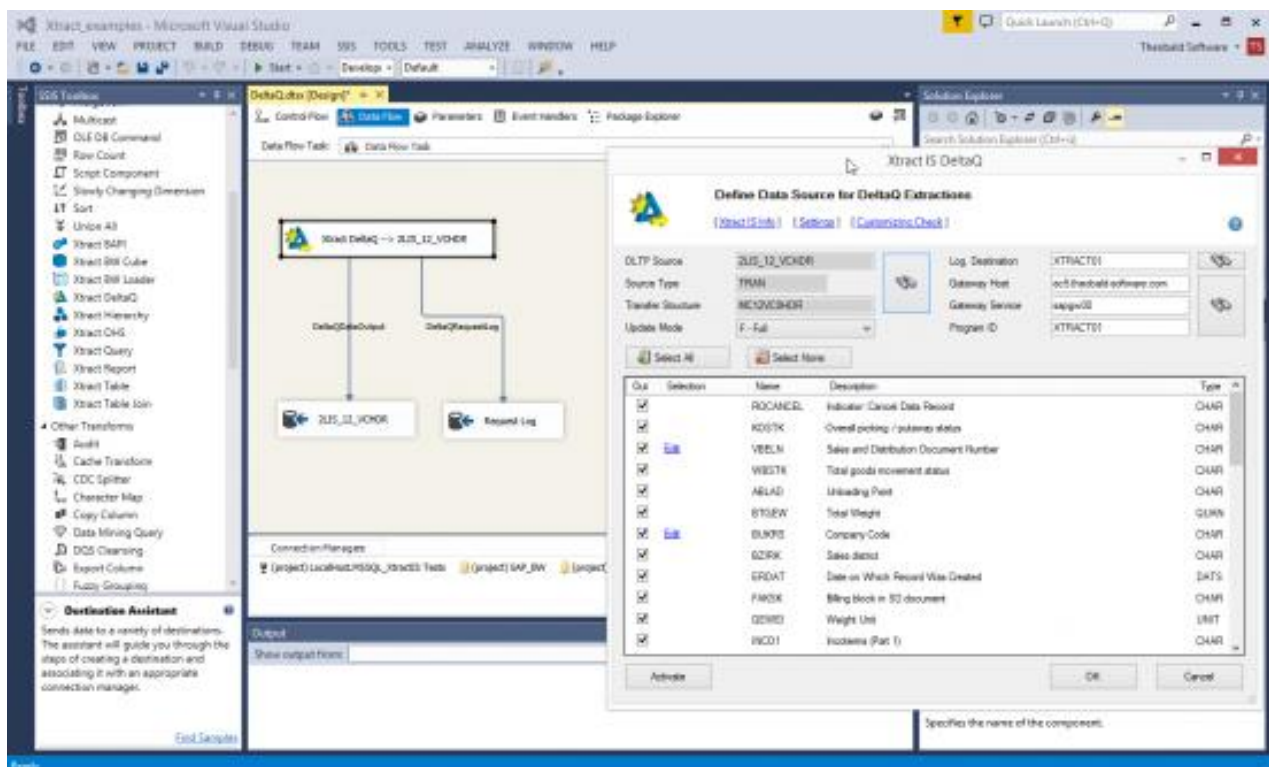 Xtract_examples - Microsoft Visual Studio
Quick Launch (Ctrl+Q)
FILE EDIT VIEW PROJECT BUILD DEBUG TEAM SSIS TOOLS TEST ANALYZE WINDOW HELP
Theobald Software
TS
Start
Develop
Default
Toolbox
SSIS Toolbox
DeltaQ.dtsx [Design]*
Solution Explorer
Multicast
OLE DB Command
Row Count
Script Component
Slowly Changing Dimension
Sort
Union All
Xtract BAPI
Xtract BW Cube
Xtract BW Loader
Xtract DeltaQ
Xtract Hierarchy
Xtract OHS
Xtract Query
Xtract Report
Xtract Table
Xtract Table Join
Other Transforms
Audit
Cache Transform
CDC Splitter
Character Map
Copy Column
Data Mining Query
DQS Cleansing
Export Column
Fuzzy Grouping
Destination Assistant
Sends data to a variety of destinations.
The assistant will guide you through the
steps of creating a destination and
associating it with an appropriate
connection manager.
Find Samples
Control Flow Data Flow Parameters Event Handlers Package Explorer
Data Flow Task: Data Flow Task
Xtract DeltaQ --> 2LIS_12_VCHDR
DeltaQDataOutput
DeltaQRequestLog
2LIS_12_VCHDR
Request Log
Connection Managers
(project) LocalHost.MSSQL_XtractIS Tests (project) SAP_BW (project)
Output
Show output from:
Search Solution Explorer (Ctrl+ü)
Xtract IS DeltaQ
Define Data Source for DeltaQ Extractions
[Xtract IS Info] [Settings] [Customizing Check]
OLTP Source 2LIS_12_VCHDR Log. Destination XTRACT01
Source Type TRAN Gateway Host ec5.theobald-software.com
Transfer Structure MC12VC0HDR Gateway Service sapgw00
Update Mode F - Full Program ID XTRACT01
Select All Select None
Out Selection Name Description Type
ROCANCEL Indicator: Cancel Data Record CHAR
KOSTK Overall picking / putaway status CHAR
Edit VBELN Sales and Distribution Document Number CHAR
WBSTK Total goods movement status CHAR
ABLAD Unloading Point CHAR
BTGEW Total Weight QUAN
Edit BUKRS Company Code CHAR
BZIRK Sales district CHAR
ERDAT Date on Which Record Was Created DATS
FAKSK Billing block in SD document CHAR
GEWEI Weight Unit UNIT
INCO1 Incoterms (Part 1) CHAR
Activate OK Cancel
Specifies the name of the component.
Ready